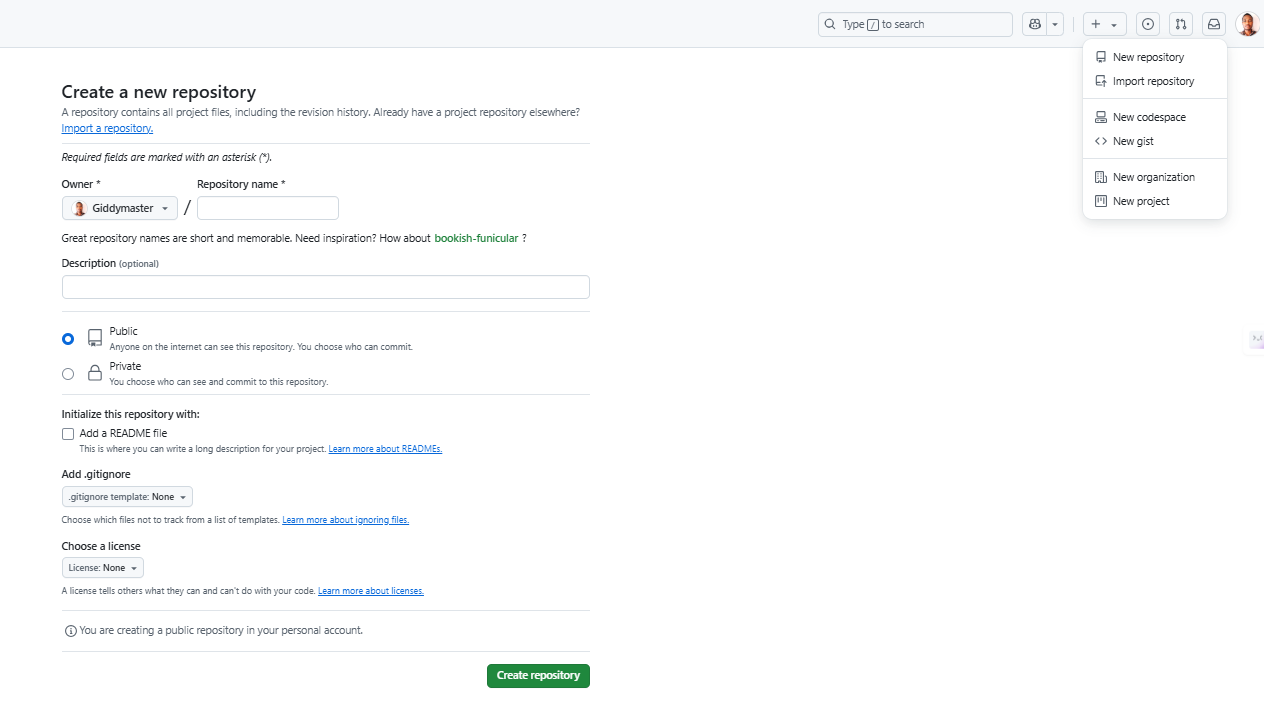 Type / to search
New repository
Import repository
New codespace
New gist
New organization
New project
Create a new repository
A repository contains all project files, including the revision history. Already have a project repository elsewhere?
Import a repository.
Required fields are marked with an asterisk (*).
Owner * Repository name *
Giddymaster /
Great repository names are short and memorable. Need inspiration? How about bookish-funicular ?
Description (optional)
Public
Anyone on the internet can see this repository. You choose who can commit.
Private
You choose who can see and commit to this repository.
Initialize this repository with:
Add a README file
This is where you can write a long description for your project. Learn more about READMEs.
Add .gitignore
.gitignore template: None
Choose which files not to track from a list of templates. Learn more about ignoring files.
Choose a license
License: None
A license tells others what they can and can't do with your code. Learn more about licenses.
You are creating a public repository in your personal account.
Create repository